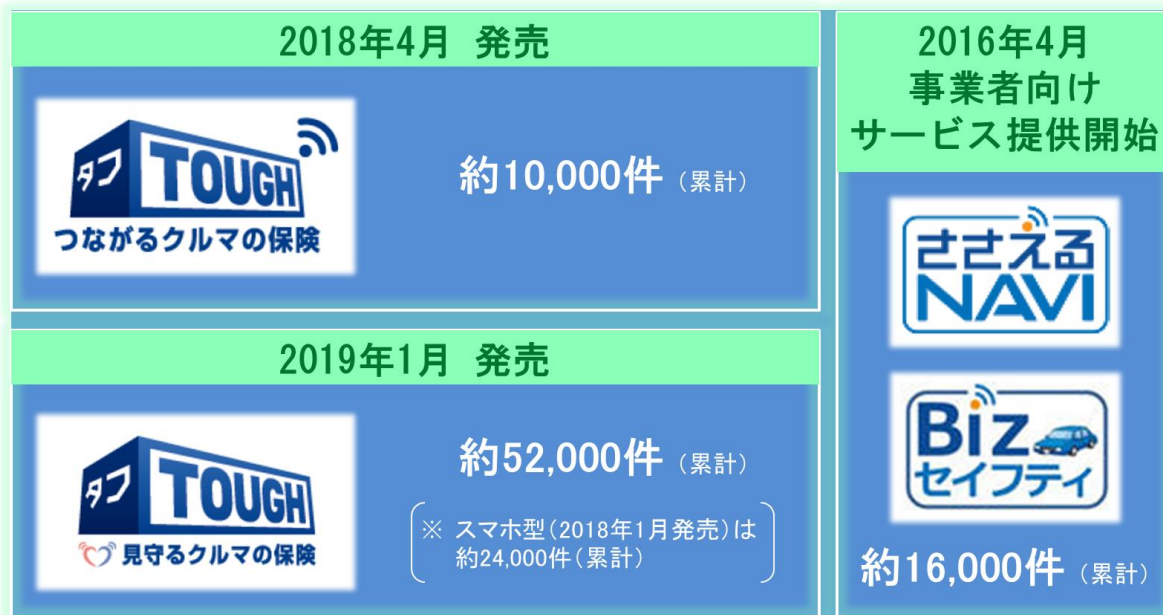 2018年4月 発売
タフ TOUGH
つながるクルマの保険
約10,000件（累計）
2019年1月 発売
タフ TOUGH
見守るクルマの保険
約52,000件（累計）
※ スマホ型（2018年1月発売）は
約24,000件（累計）
2016年4月
事業者向け
サービス提供開始
ささえる
NAVI
Biz
セイフティ
約16,000件（累計）